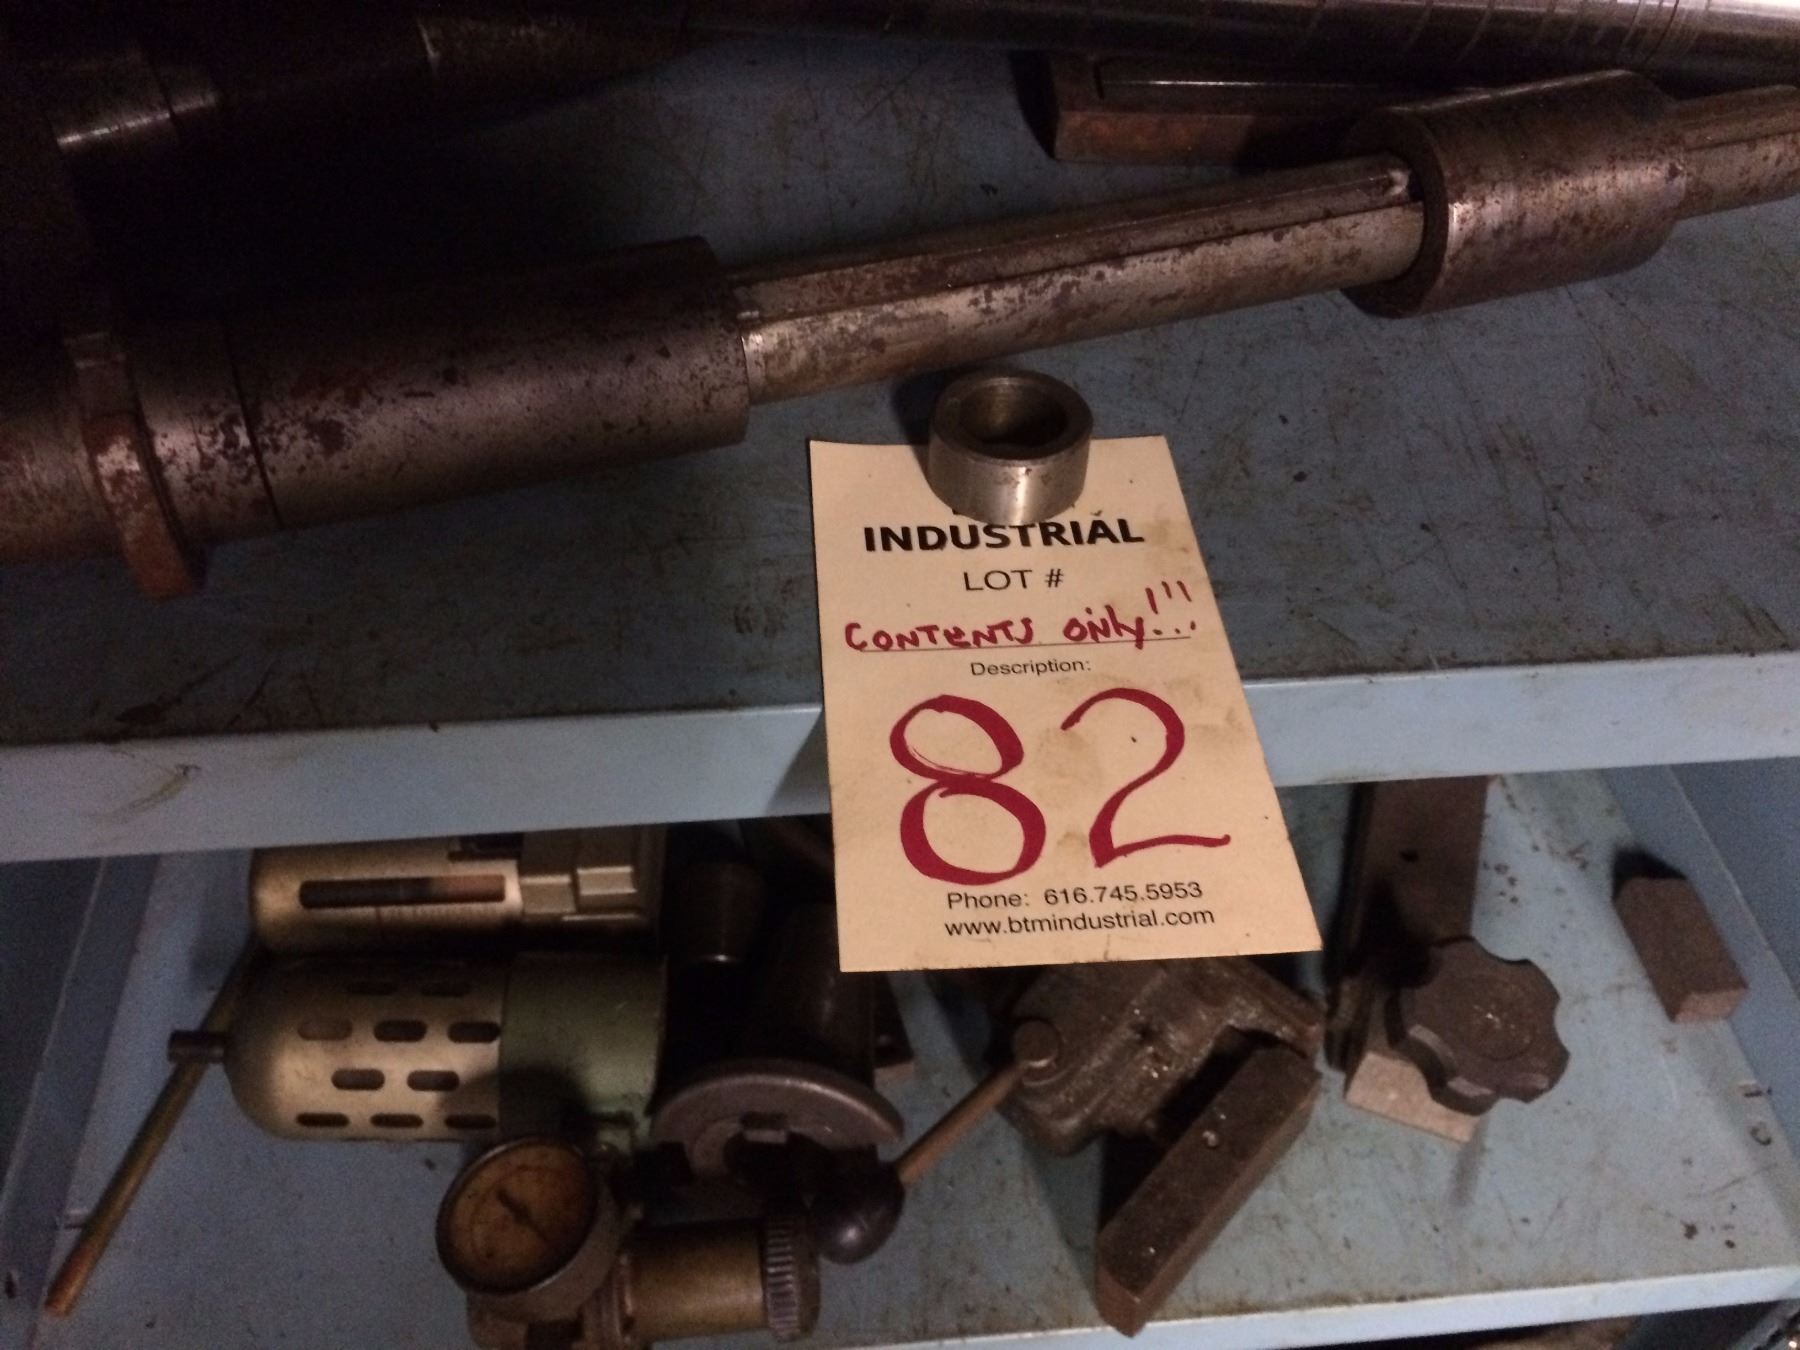 INDUSTRIAL
LOT #
CONTENTS ONLY!!!
Description:
82
Phone: 616.745.5953
www.btmindustrial.com